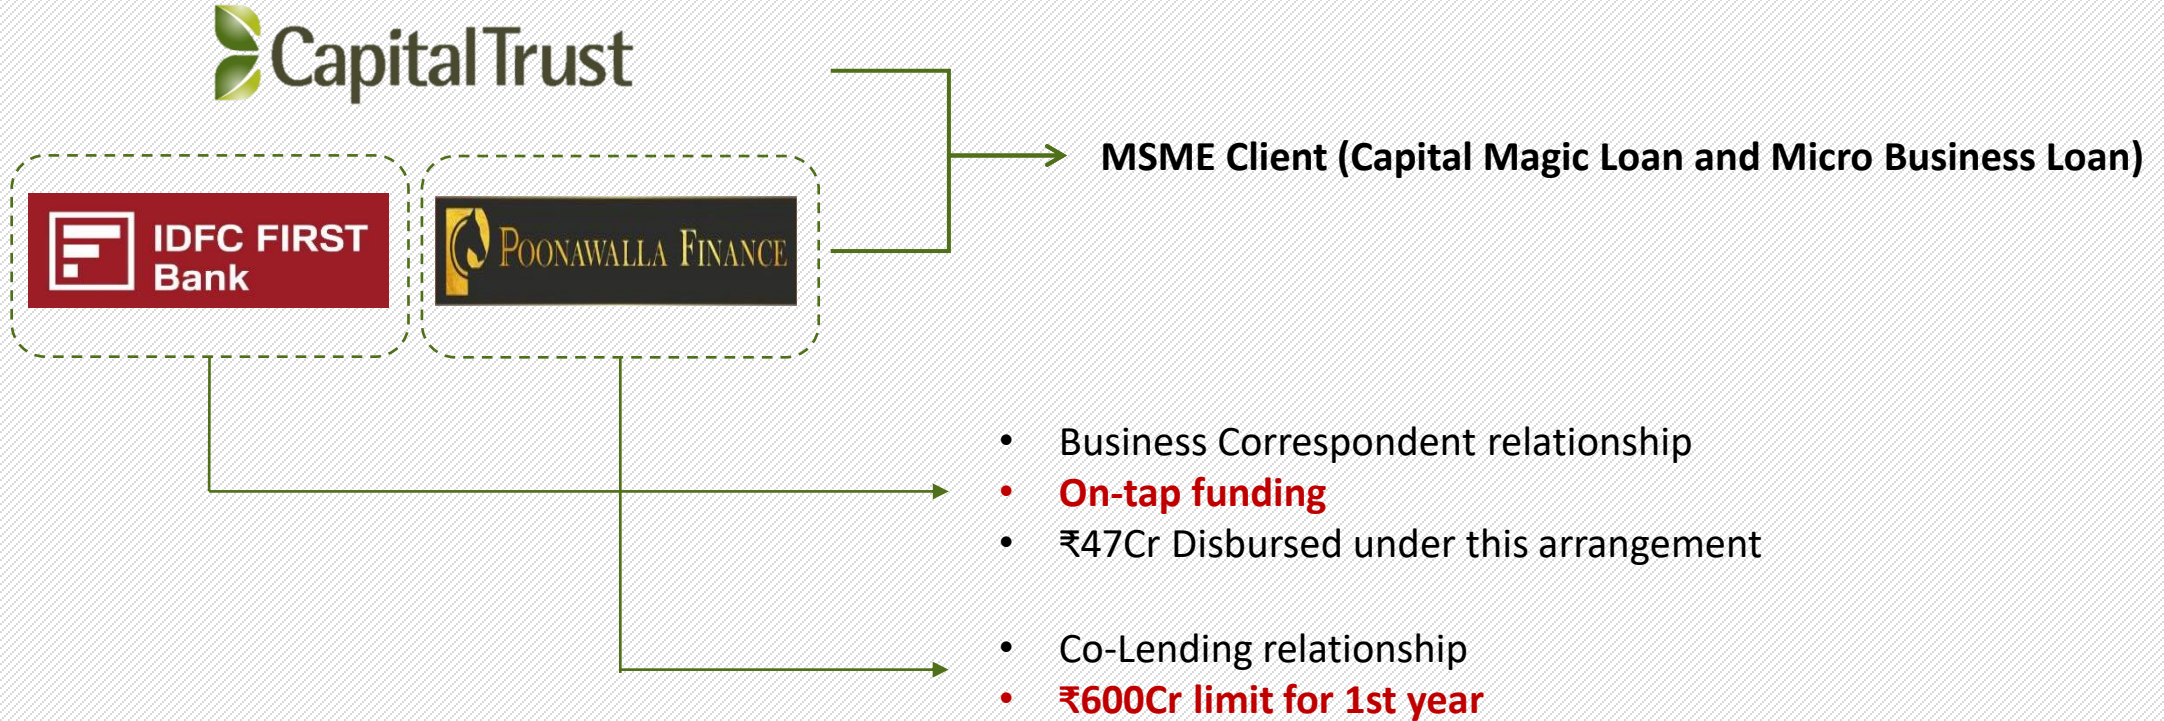 CapitalTrust
MSME Client (Capital Magic Loan and Micro Business Loan)
IDFC FIRST
Bank
POONAWALLA FINANCE
• Business Correspondent relationship
• On-tap funding
• ₹47Cr Disbursed under this arrangement
• Co-Lending relationship
• ₹600Cr limit for 1st year